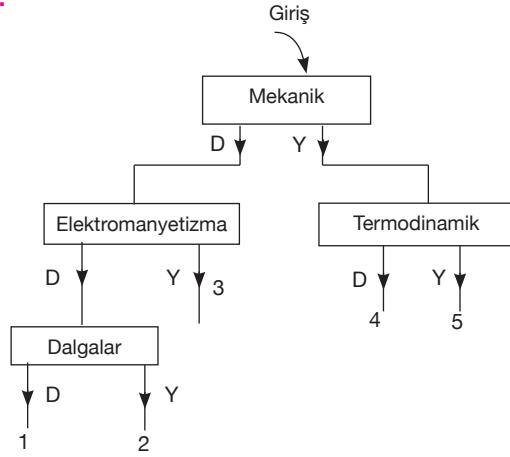 Giriş
Mekanik
D Y
Elektromanyetizma Termodinamik
D Y 3 D Y
4 5
Dalgalar
D Y
1 2